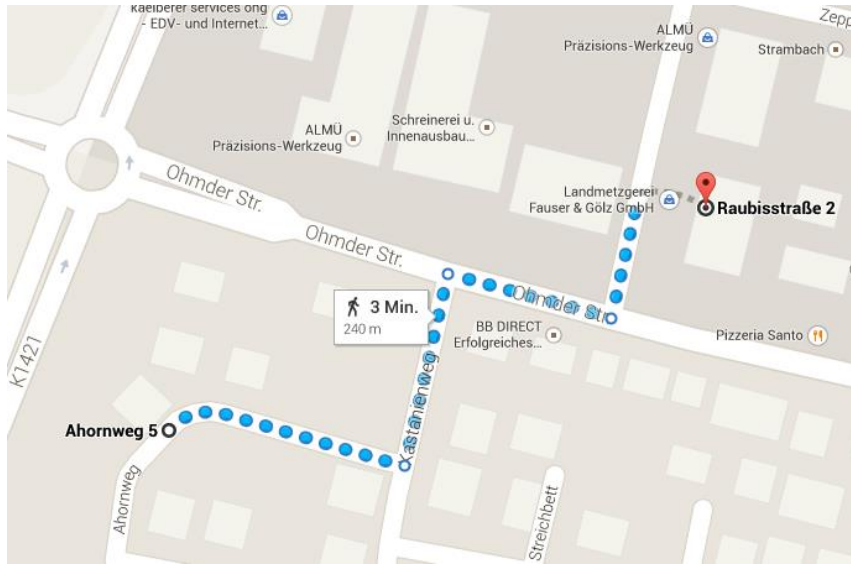 kaelberer services ohg
- EDV- und Internet...
ALMÜ
Präzisions-Werkzeug
Zepp
Strambach
ALMÜ
Präzisions-Werkzeug
Schreinerei u.
Innenausbau...
Ohmder Str.
Landmetzgerei
Fauser & Gölz GmbH
Raubisstraße 2
Ohmder Str.
3 Min.
240 m
Ohmder Str.
BB DIRECT
Erfolgreiches...
Pizzeria Santo
K1421
Kastanienweg
Ahornweg 5
Ahornweg
Streichbett